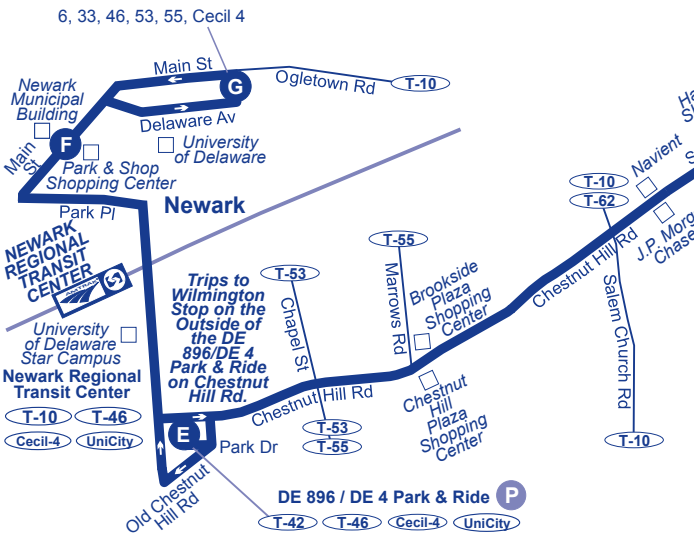 6, 33, 46, 53, 55, Cecil 4
Main St
G
Ogletown Rd
T-10
Newark
Municipal
Building
Delaware Av
F
University
of Delaware
Main
St
Park & Shop
Shopping Center
Park Pl
Newark
NEWARK
REGIONAL
TRANSIT
CENTER
AMTRAK
University
of Delaware
Star Campus
Newark Regional
Transit Center
T-10
T-46
Cecil-4
UniCity
Trips to
Wilmington
Stop on the
Outside of
the DE
896/DE 4
Park & Ride
on Chestnut
Hill Rd.
T-53
Chapel St
T-53
T-55
T-55
Marrows Rd
Brookside
Plaza
Shopping
Center
Chestnut Hill Rd
Chestnut
Hill
Plaza
Shopping
Center
Chestnut Hill Rd
T-10
T-62
Navient
J.P. Morg
Chase
Salem Church Rd
T-10
E
Park Dr
Old Chestnut
Hill Rd
DE 896 / DE 4 Park & Ride P
T-42
T-46
Cecil-4
UniCity